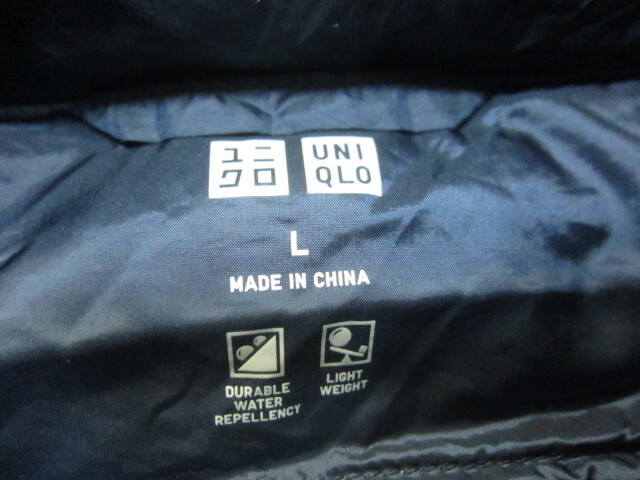 ユニ
クロ
UNI
QLO
L
MADE IN CHINA
DURABLE
WATER
REPELLENCY
LIGHT
WEIGHT